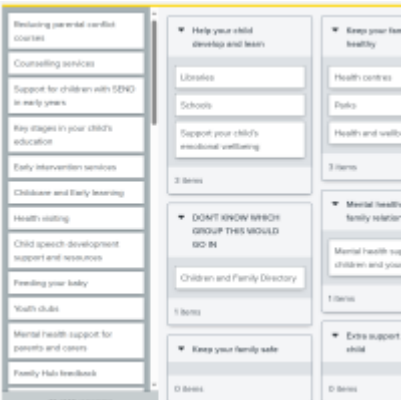 Reducing parental conflict
courses
Counselling services
Support for children with SEND
in early years
Key stages in your child's
education
Early intervention services
Childcare and Early learning
Health visiting
Child speech development
support and resources
Feeding your baby
Youth clubs
Mental health support for
parents and carers
Family Hub feedback
Help your child
develop and learn
Libraries
Schools
Support your child's
emotional wellbeing
3 items
DON'T KNOW WHICH
GROUP THIS WOULD
GO IN
Children and Family Directory
1 items
Keep your family safe
0 items
Keep your
healthy
Health centres
Parks
Health and
3 items
Mental health
family
Mental health
children and
1 items
Extra support
child
0 items